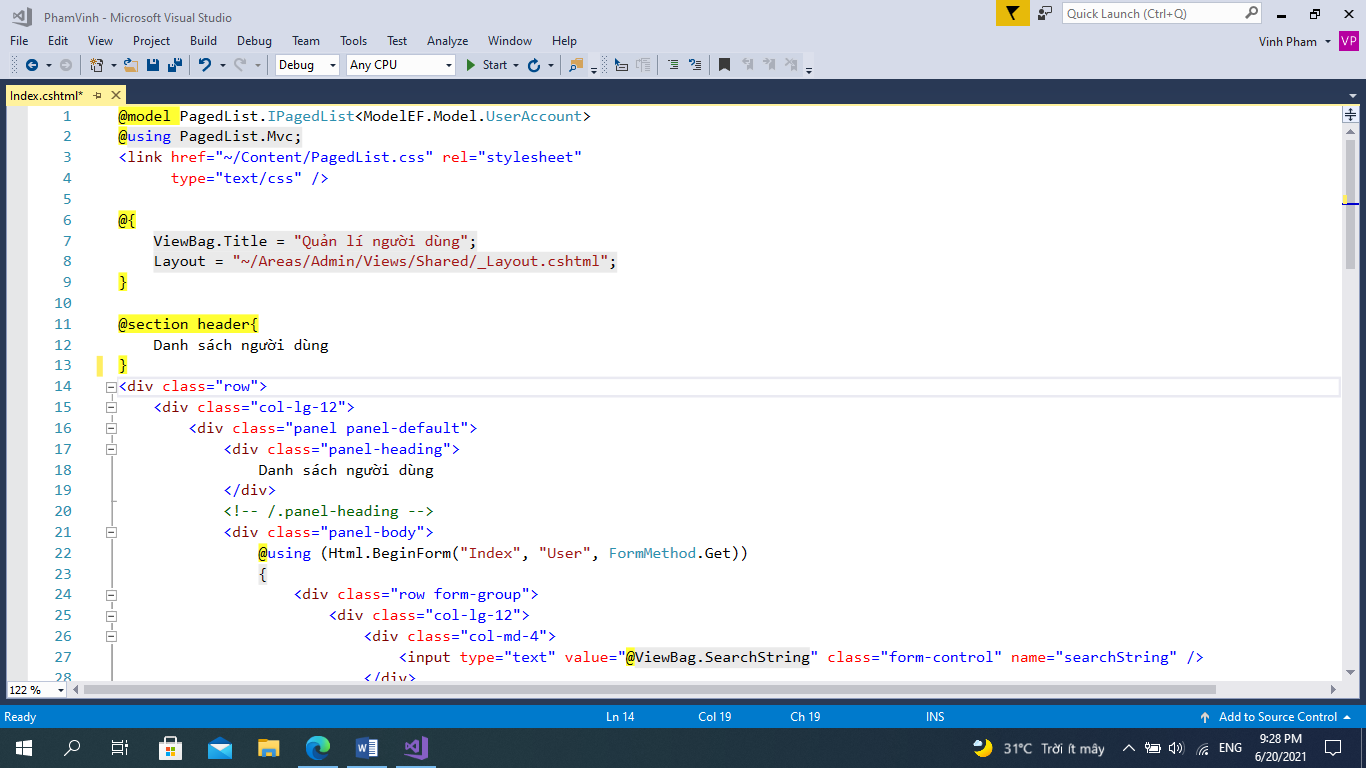 PhamVinh - Microsoft Visual Studio
Quick Launch (Ctrl+Q)
File Edit View Project Build Debug Team Tools Test Analyze Window Help
Vinh Pham VP
Debug Any CPU Start
Index.cshtml*
1 @model PagedList.IPagedList<ModelEF.Model.UserAccount>
2 @using PagedList.Mvc;
3 <link href="~/Content/PagedList.css" rel="stylesheet"
4 type="text/css" />
5
6 @{
7 ViewBag.Title = "Quản lí người dùng";
8 Layout = "~/Areas/Admin/Views/Shared/_Layout.cshtml";
9 }
10
11 @section header{
12 Danh sách người dùng
13 }
14 <div class="row">
15 <div class="col-lg-12">
16 <div class="panel panel-default">
17 <div class="panel-heading">
18 Danh sách người dùng
19 </div>
20 <!-- /.panel-heading -->
21 <div class="panel-body">
22 @using (Html.BeginForm("Index", "User", FormMethod.Get))
23 {
24 <div class="row form-group">
25 <div class="col-lg-12">
26 <div class="col-md-4">
27 <input type="text" value="@ViewBag.SearchString" class="form-control" name="searchString" />
28 </div>
122 %
Ready Ln 14 Col 19 Ch 19 INS Add to Source Control
31°C Trời ít mây ENG 9:28 PM
6/20/2021